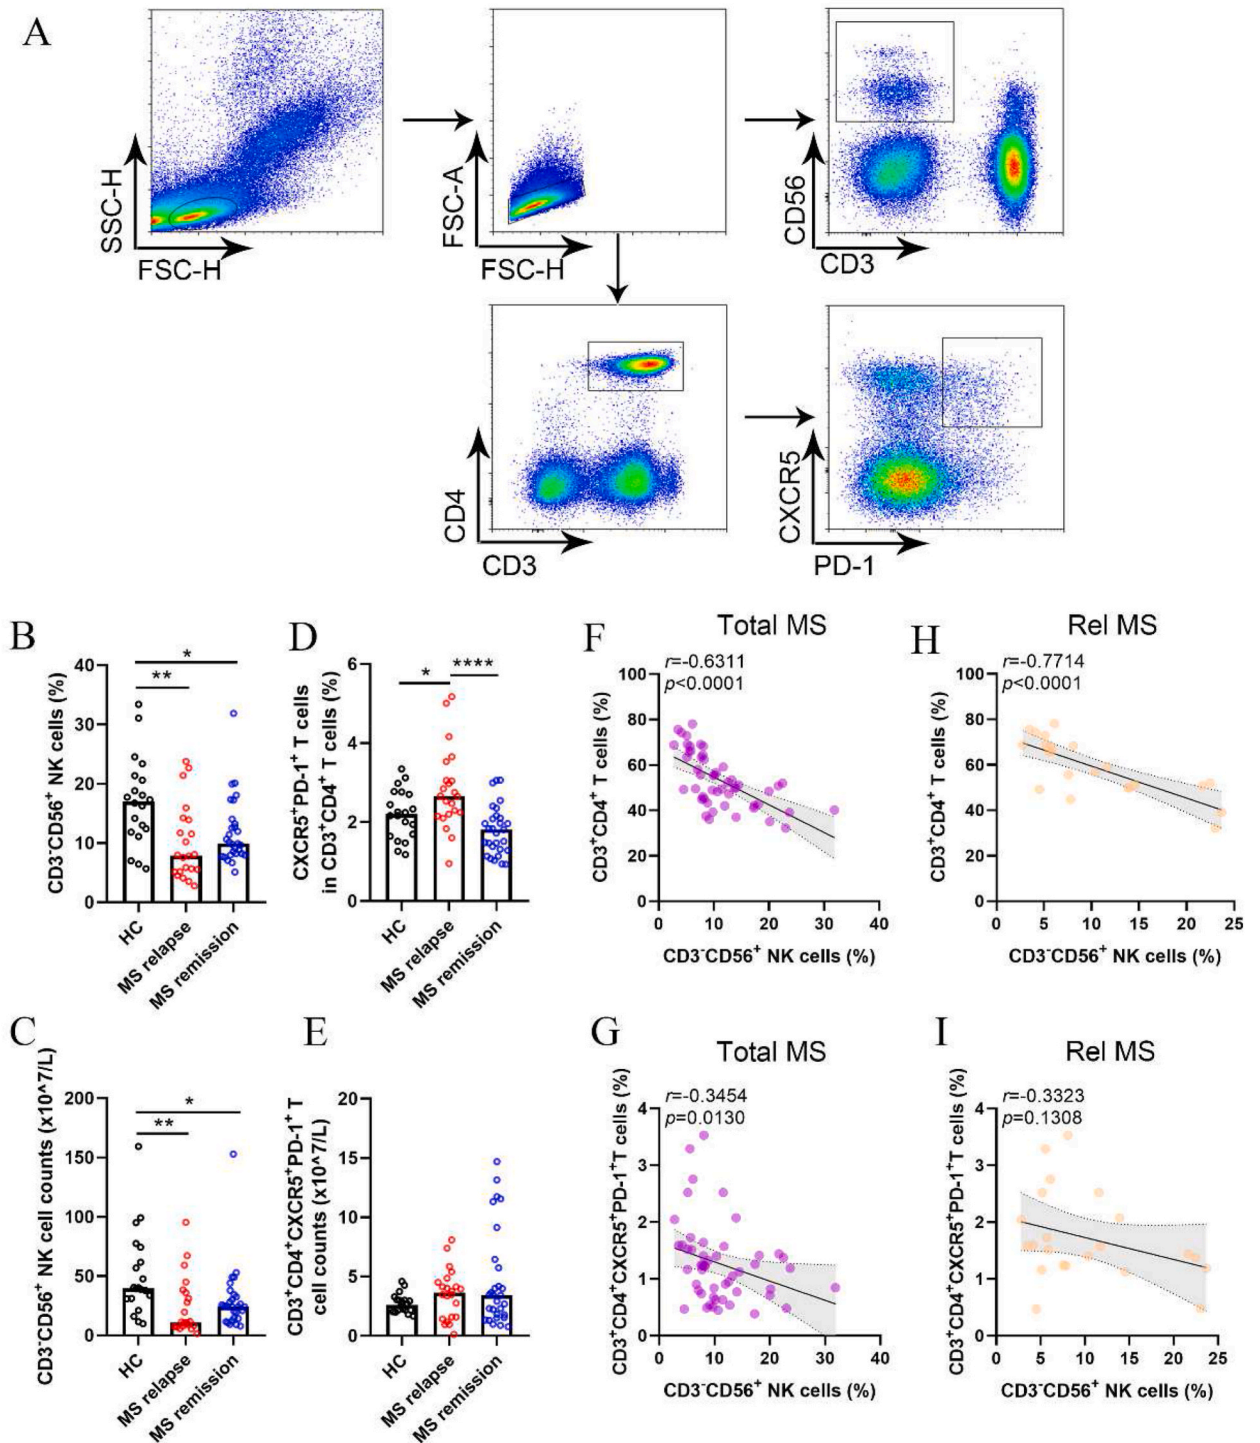 A
SSC-H
FSC-H
FSC-A
FSC-H
CD56
CD3
CD4
CD3
CXCR5
PD-1
B
CD3⁻CD56⁺ NK cells (%)
40
30
20
10
0
*
**
HC
MS relapse
MS remission
D
CXCR5⁺PD-1⁺ T cells
in CD3⁺CD4⁺ T cells (%)
6
4
2
0
*
****
HC
MS relapse
MS remission
F
Total MS
r=-0.6311
p<0.0001
CD3⁺CD4⁺ T cells (%)
100
80
60
40
20
0
0 10 20 30 40
CD3⁻CD56⁺ NK cells (%)
H
Rel MS
r=-0.7714
p<0.0001
CD3⁺CD4⁺ T cells (%)
100
80
60
40
20
0
0 5 10 15 20 25
CD3⁻CD56⁺ NK cells (%)
C
CD3⁻CD56⁺ NK cell counts (x10^7/L)
200
150
100
50
0
*
**
HC
MS relapse
MS remission
E
CD3⁺CD4⁺CXCR5⁺PD-1⁺ T
cell counts (x10^7/L)
20
15
10
5
0
HC
MS relapse
MS remission
G
Total MS
r=-0.3454
p=0.0130
CD3⁺CD4⁺CXCR5⁺PD-1⁺T cells (%)
4
3
2
1
0
0 10 20 30 40
CD3⁻CD56⁺ NK cells (%)
I
Rel MS
r=-0.3323
p=0.1308
CD3⁺CD4⁺CXCR5⁺PD-1⁺T cells (%)
4
3
2
1
0
0 5 10 15 20 25
CD3⁻CD56⁺ NK cells (%)